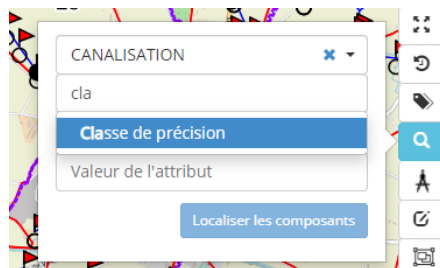 CANALISATION
cla
Classe de précision
Valeur de l'attribut
Localiser les composants